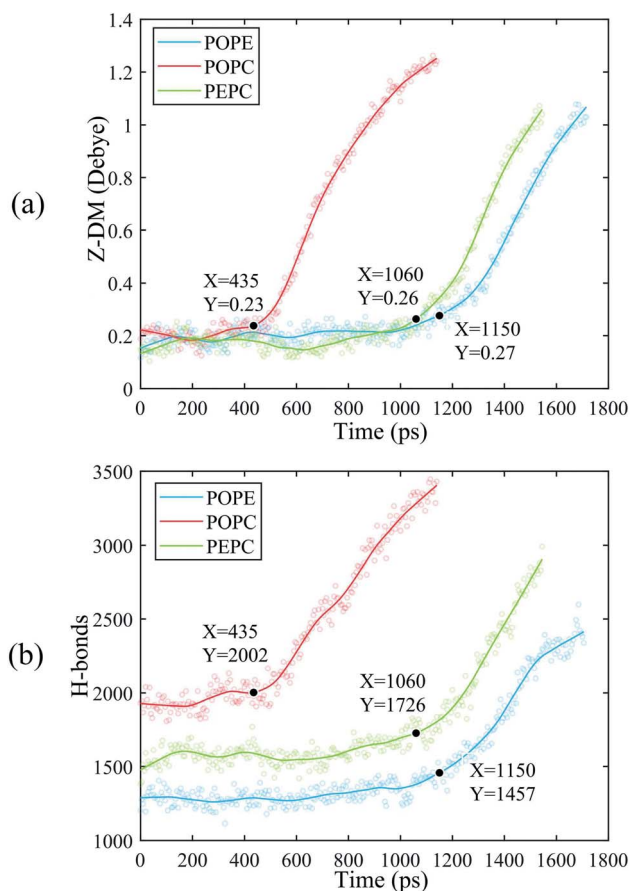 (a)
Z-DM (Debye)
1.4
1.2
1
0.8
0.6
0.4
0.2
0
POPE
POPC
PEPC
X=435
Y=0.23
X=1060
Y=0.26
X=1150
Y=0.27
0 200 400 600 800 1000 1200 1400 1600 1800
Time (ps)
(b)
H-bonds
3500
3000
2500
2000
1500
1000
POPE
POPC
PEPC
X=435
Y=2002
X=1060
Y=1726
X=1150
Y=1457
0 200 400 600 800 1000 1200 1400 1600 1800
Time (ps)